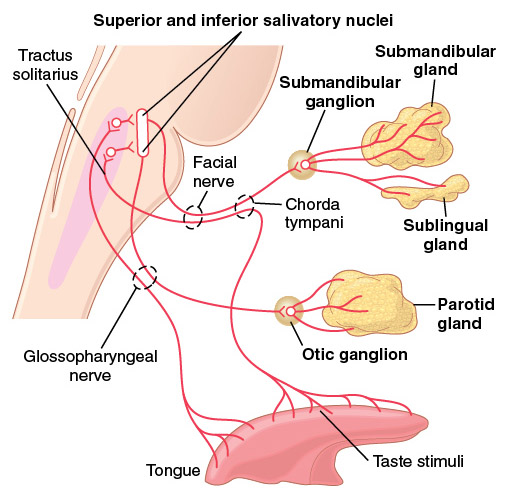 Superior and inferior salivatory nuclei
Tractus
solitarius
Submandibular
gland
Submandibular
ganglion
Facial
nerve
Chorda
tympani
Sublingual
gland
Parotid
gland
Otic ganglion
Glossopharyngeal
nerve
Tongue
Taste stimuli